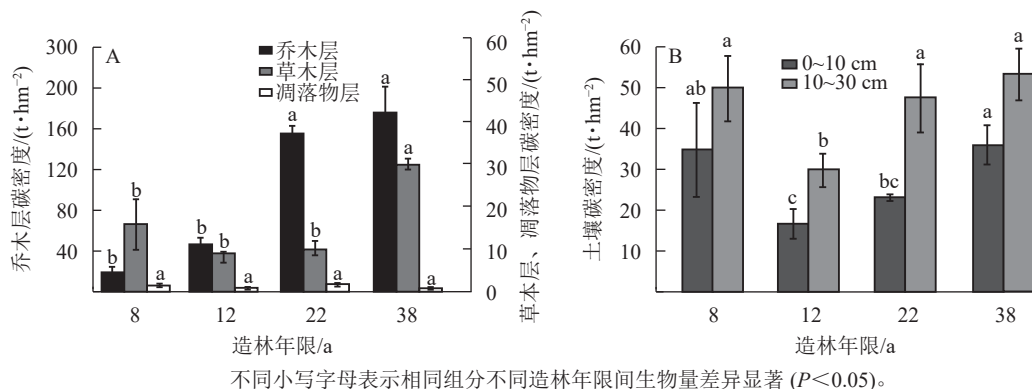 A
乔木层
草木层
凋落物层
乔木层碳密度/(t·hm⁻²)
300
200
160
120
80
40
b b a
b b a
a b a
a a a
60
50
40
30
20
10
0
草本层、凋落物层碳密度/(t·hm⁻²)
8 12 22 38
造林年限/a
B
0~10 cm
10~30 cm
土壤碳密度/(t·hm⁻²)
60
50
40
30
20
10
ab a
c b
bc a
a a
8 12 22 38
造林年限/a
不同小写字母表示相同组分不同造林年限间生物量差异显著 (P<0.05)。